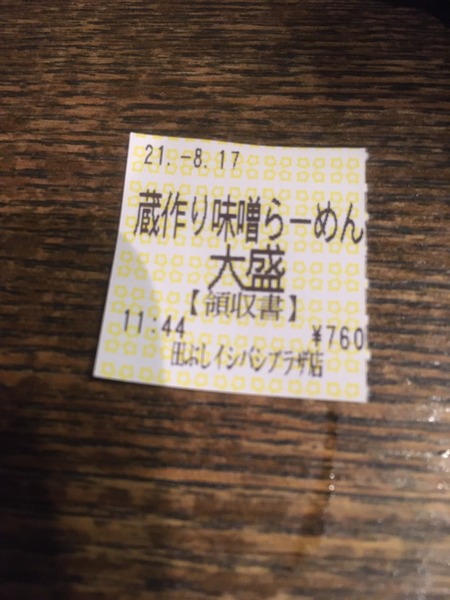 21.-8.17
蔵作り味噌らーめん
大盛
【領収書】
11:44 ¥760
田ぶしイシバシプラザ店